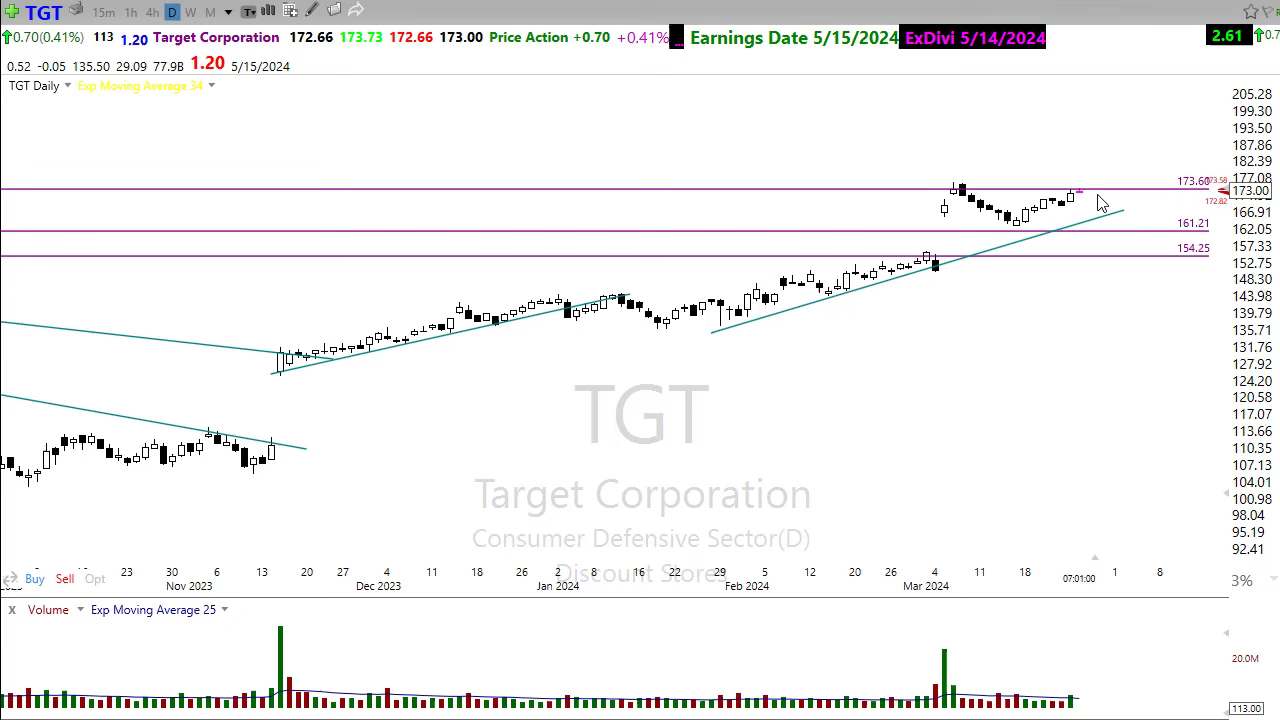 TGT 15m 1h 4h D W M T
0.70(0.41%) 113 1.20 Target Corporation 172.66 173.73 172.66 173.00 Price Action +0.70 +0.41% Earnings Date 5/15/2024 ExDivi 5/14/2024 2.61
0.52 -0.05 135.50 29.09 77.9B 1.20 5/15/2024
TGT Daily Exp Moving Average 34
205.28
199.30
193.50
187.86
182.39
177.08
173.60 173.58
173.00
172.82
166.91
161.21
162.05
157.33
154.25
152.75
148.30
143.98
139.79
135.71
131.76
127.92
124.20
120.58
117.07
113.66
110.35
107.13
104.01
100.98
98.04
95.19
92.41
TGT
Target Corporation
Consumer Defensive Sector(D)
Discount Stores
23 30 6 13 20 27 4 11 18 26 2 8 16 22 29 5 12 20 26 4 11 18 1 8
Nov 2023 Dec 2023 Jan 2024 Feb 2024 Mar 2024 07:01:00
Buy Sell Opt 3%
X Volume Exp Moving Average 25
20.0M
113.00